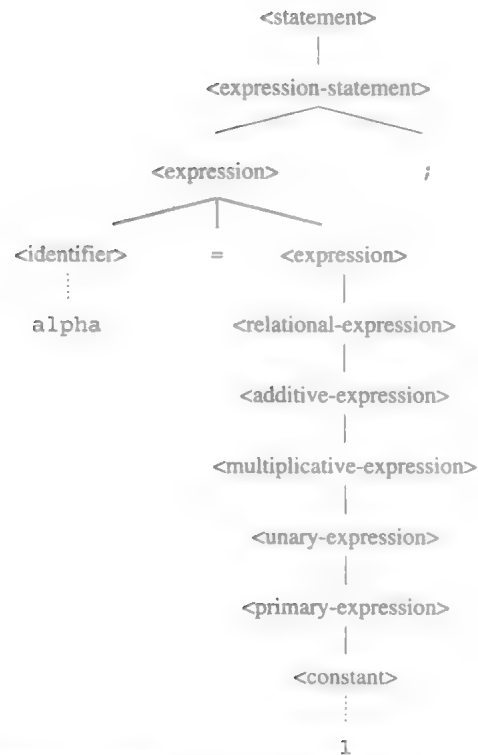 <statement>
<expression-statement>
<expression> ;
<identifier> = <expression>
alpha <relational-expression>
<additive-expression>
<multiplicative-expression>
<unary-expression>
<primary-expression>
<constant>
1